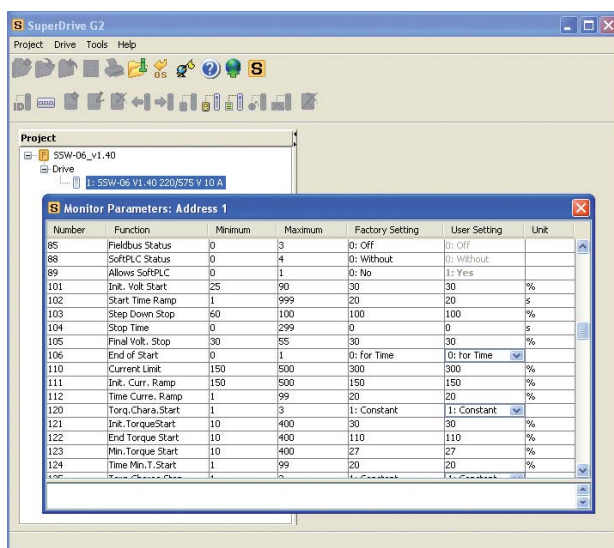 SuperDrive G2
Project Drive Tools Help
OS
S
ID
Project
SSW-06_v1.40
Drive
1: SSW-06 V1.40 220/575 V 10 A
S Monitor Parameters: Address 1
Number Function Minimum Maximum Factory Setting User Setting Unit
85 Fieldbus Status 0 3 0: Off 0: Off
88 SoftPLC Status 0 4 0: Without 0: Without
89 Allows SoftPLC 0 1 0: No 1: Yes
101 Init. Volt Start 25 90 30 30 %
102 Start Time Ramp 1 999 20 20 s
103 Step Down Stop 60 100 100 100 %
104 Stop Time 0 299 0 0 s
105 Final Volt. Stop 30 55 30 30 %
106 End of Start 0 1 0: for Time 0: for Time
110 Current Limit 150 500 300 300 %
111 Init. Curr. Ramp 150 500 150 150 %
112 Time Curre. Ramp 1 99 20 20 %
120 Torq.Chara.Start 1 3 1: Constant 1: Constant
121 Init.TorqueStart 10 400 30 30 %
122 End Torque Start 10 400 110 110 %
123 Min.Torque Start 10 400 27 27 %
124 Time Min.T.Start 1 99 20 20 %